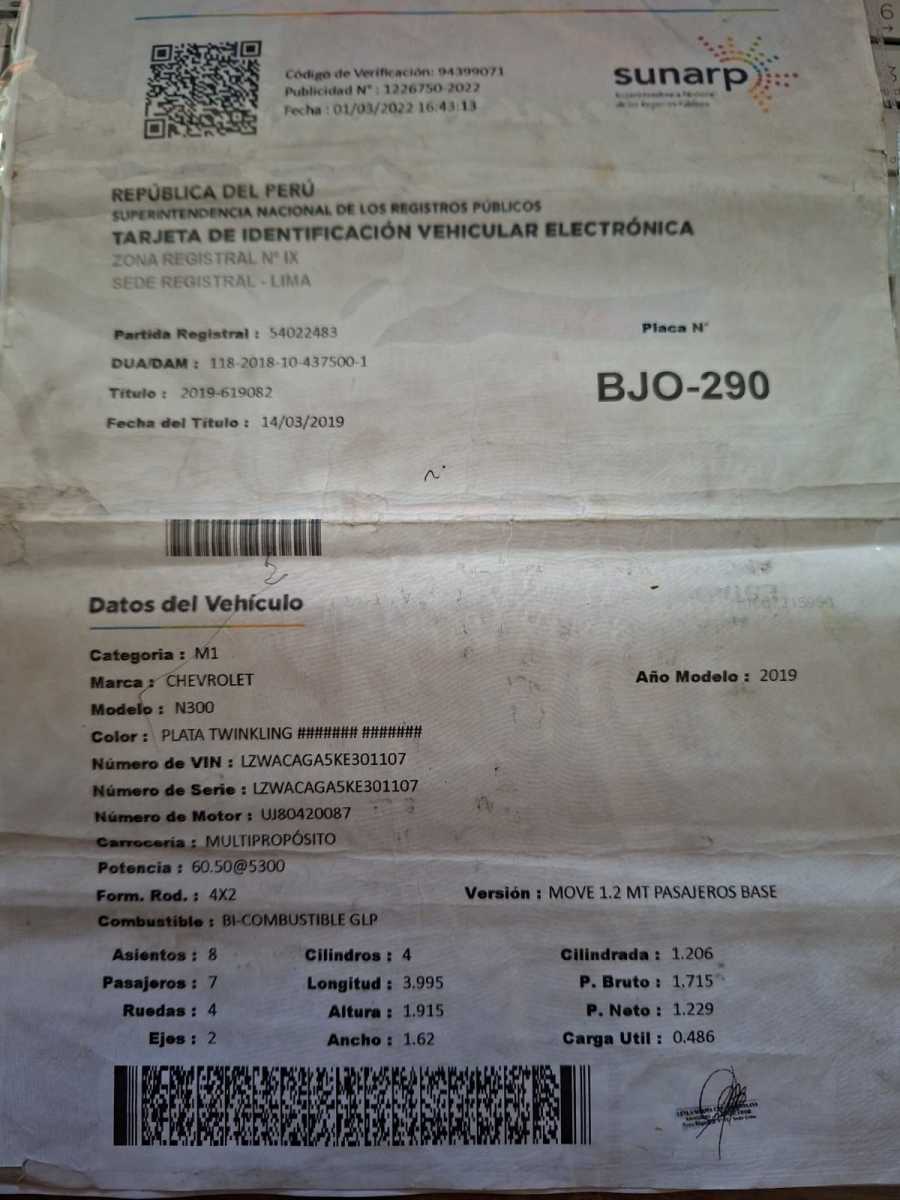 Código de Verificación: 94399071
Publicidad N° : 1226750-2022
Fecha : 01/03/2022 16:43:13
sunarp
REPÚBLICA DEL PERÚ
SUPERINTENDENCIA NACIONAL DE LOS REGISTROS PÚBLICOS
TARJETA DE IDENTIFICACIÓN VEHICULAR ELECTRÓNICA
ZONA REGISTRAL N° IX
SEDE REGISTRAL - LIMA
Partida Registral : 54022483
Placa N°
DUA/DAM : 118-2018-10-437500-1
BJO-290
Título : 2019-619082
Fecha del Título : 14/03/2019
Datos del Vehículo
Categoria : M1
Marca : CHEVROLET
Año Modelo : 2019
Modelo : N300
Color : PLATA TWINKLING ####### #######
Número de VIN : LZWACAGA5KE301107
Número de Serie : LZWACAGA5KE301107
Número de Motor : UJ80420087
Carrocería : MULTIPROPÓSITO
Potencia : 60.50@5300
Form. Rod. : 4X2 Versión : MOVE 1.2 MT PASAJEROS BASE
Combustible : BI-COMBUSTIBLE GLP
Asientos : 8 Cilindros : 4 Cilindrada : 1.206
Pasajeros : 7 Longitud : 3.995 P. Bruto : 1.715
Ruedas : 4 Altura : 1.915 P. Neto : 1.229
Ejes : 2 Ancho : 1.62 Carga Util : 0.486